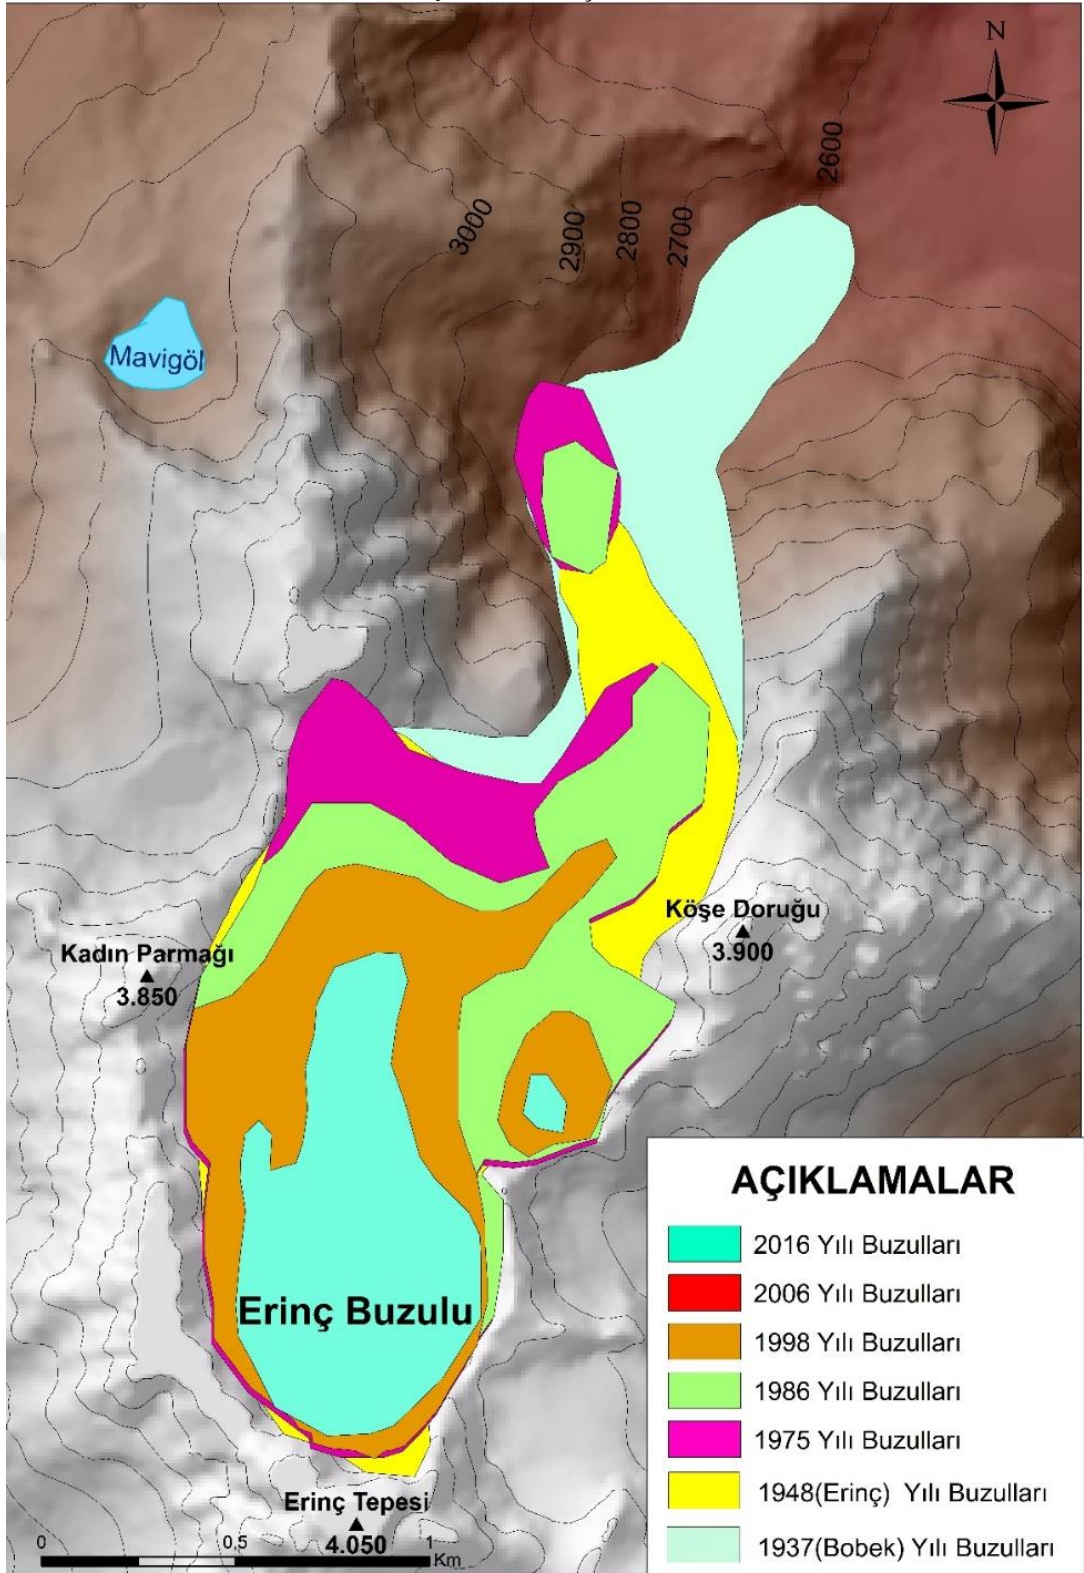 N
2600
3000
2900
2800
2700
Mavigöl
Köşe Doruğu
3.900
Kadın Parmağı
3.850
Erinç Buzulu
Erinç Tepesi
4.050
0 0,5 1
Km
AÇIKLAMALAR
2016 Yılı Buzulları
2006 Yılı Buzulları
1998 Yılı Buzulları
1986 Yılı Buzulları
1975 Yılı Buzulları
1948(Erinç) Yılı Buzulları
1937(Bobek) Yılı Buzulları